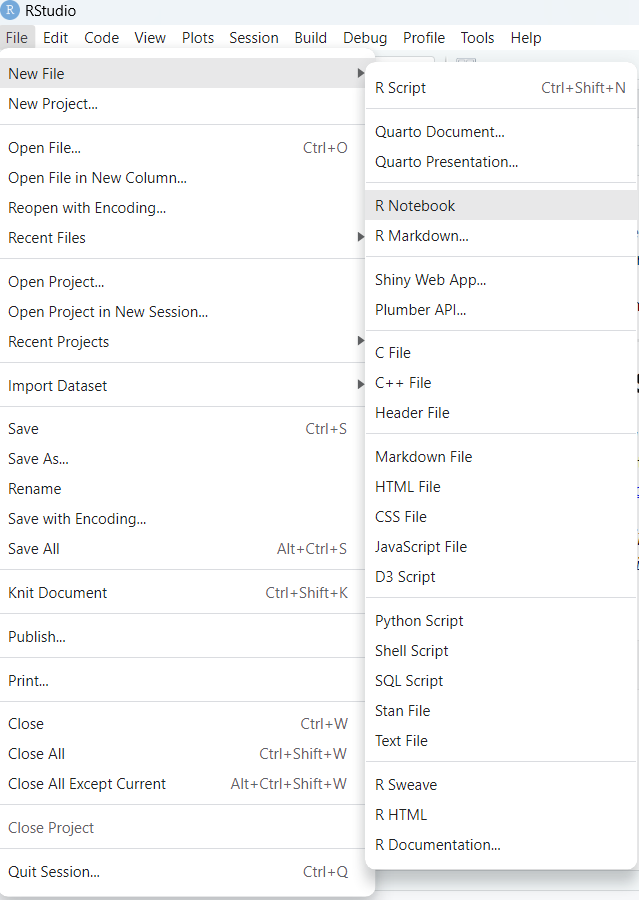 R RStudio
File Edit Code View Plots Session Build Debug Profile Tools Help
New File
New Project...
Open File... Ctrl+O
Open File in New Column...
Reopen with Encoding...
Recent Files
Open Project...
Open Project in New Session...
Recent Projects
Import Dataset
Save Ctrl+S
Save As...
Rename
Save with Encoding...
Save All Alt+Ctrl+S
Knit Document Ctrl+Shift+K
Publish...
Print...
Close Ctrl+W
Close All Ctrl+Shift+W
Close All Except Current Alt+Ctrl+Shift+W
Close Project
Quit Session... Ctrl+Q
R Script Ctrl+Shift+N
Quarto Document...
Quarto Presentation...
R Notebook
R Markdown...
Shiny Web App...
Plumber API...
C File
C++ File
Header File
Markdown File
HTML File
CSS File
JavaScript File
D3 Script
Python Script
Shell Script
SQL Script
Stan File
Text File
R Sweave
R HTML
R Documentation...